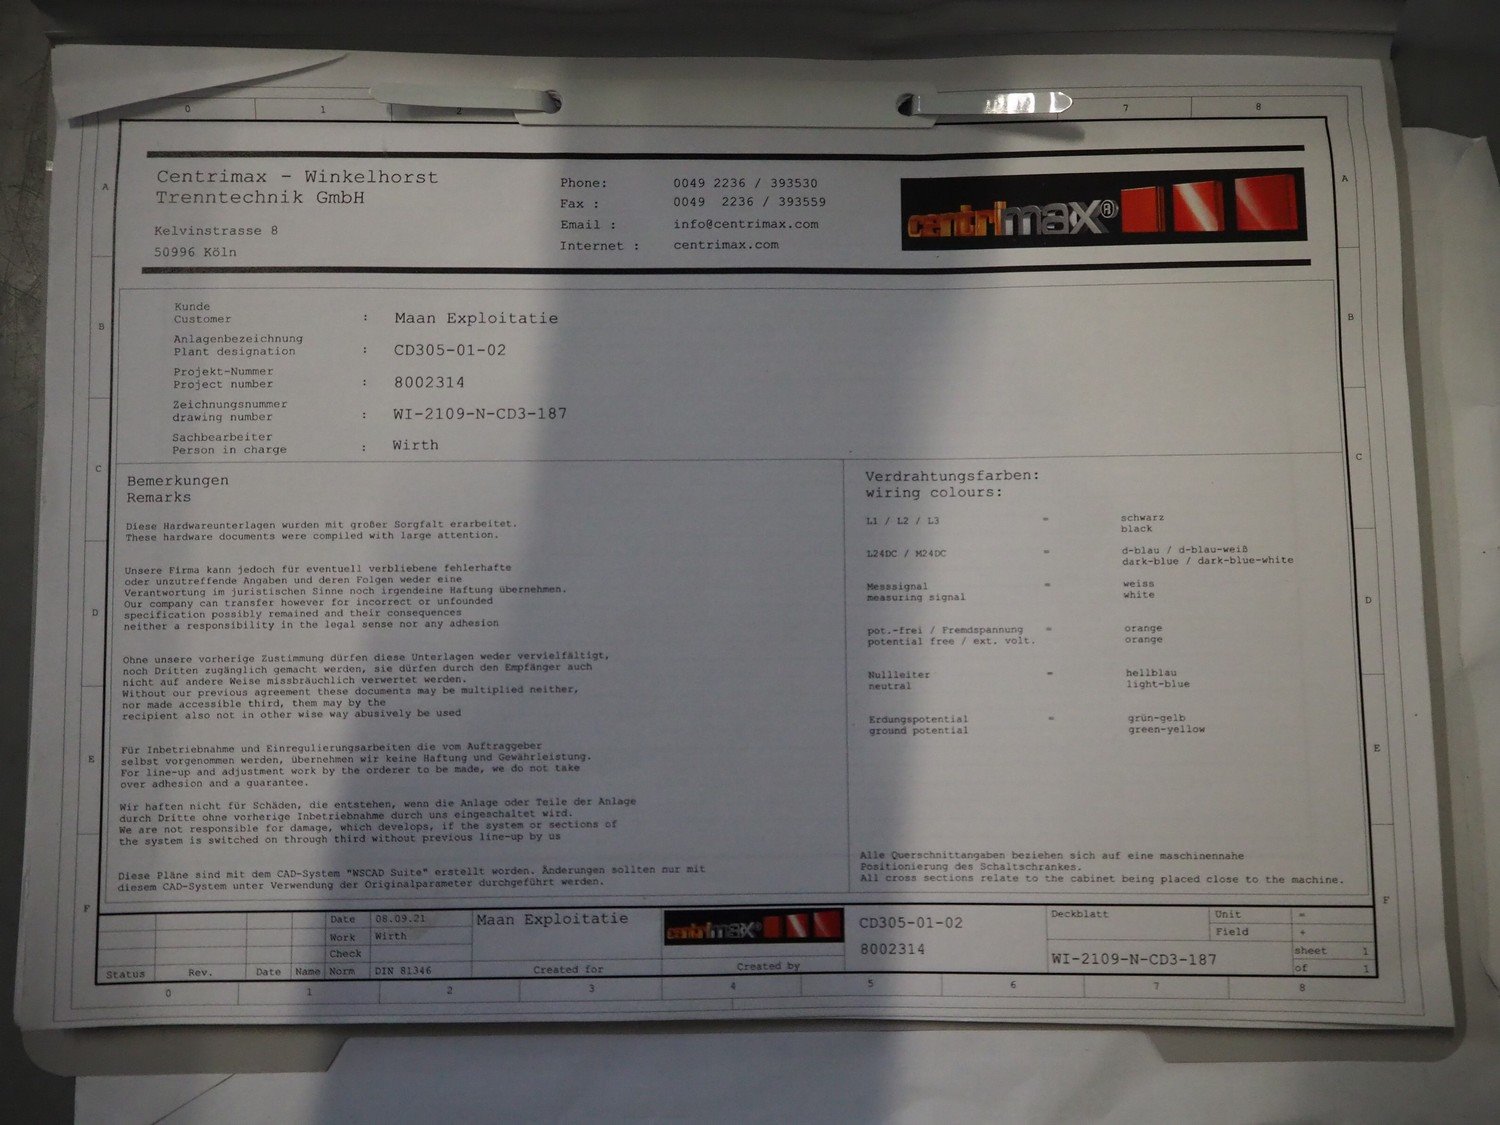 0 1 2 7 8
Centrimax - Winkelhorst
Trenntechnik GmbH
Kelvinstrasse 8
50996 Köln
Phone: 0049 2236 / 393530
Fax : 0049 2236 / 393559
Email : info@centrimax.com
Internet : centrimax.com
centrimax®
A A
B B
C C
D D
E E
F F
Kunde
Customer : Maan Exploitatie
Anlagenbezeichnung
Plant designation : CD305-01-02
Projekt-Nummer
Project number : 8002314
Zeichnungsnummer
drawing number : WI-2109-N-CD3-187
Sachbearbeiter
Person in charge : Wirth
Bemerkungen
Remarks
Diese Hardwareunterlagen wurden mit großer Sorgfalt erarbeitet.
These hardware documents were compiled with large attention.
Unsere Firma kann jedoch für eventuell verbliebene fehlerhafte
oder unzutreffende Angaben und deren Folgen weder eine
Verantwortung im juristischen Sinne noch irgendeine Haftung übernehmen.
Our company can transfer however for incorrect or unfounded
specification possibly remained and their consequences
neither a responsibility in the legal sense nor any adhesion
Ohne unsere vorherige Zustimmung dürfen diese Unterlagen weder vervielfältigt,
noch Dritten zugänglich gemacht werden, sie dürfen durch den Empfänger auch
nicht auf andere Weise missbräuchlich verwertet werden.
Without our previous agreement these documents may be multiplied neither,
nor made accessible third, them may by the
recipient also not in other wise way abusively be used
Für Inbetriebnahme und Einregulierungsarbeiten die vom Auftraggeber
selbst vorgenommen werden, übernehmen wir keine Haftung und Gewährleistung.
For line-up and adjustment work by the orderer to be made, we do not take
over adhesion and a guarantee.
Wir haften nicht für Schäden, die entstehen, wenn die Anlage oder Teile der Anlage
durch Dritte ohne vorherige Inbetriebnahme durch uns eingeschaltet wird.
We are not responsible for damage, which develops, if the system or sections of
the system is switched on through third without previous line-up by us
Diese Pläne sind mit dem CAD-System "WSCAD Suite" erstellt worden. Änderungen sollten nur mit
diesem CAD-System unter Verwendung der Originalparameter durchgeführt werden.
Verdrahtungsfarben:
wiring colours:
L1 / L2 / L3 = schwarz
black
L24DC / M24DC = d-blau / d-blau-weiß
dark-blue / dark-blue-white
Messsignal = weiss
measuring signal white
pot.-frei / Fremdspannung = orange
potential free / ext. volt. orange
Nullleiter = hellblau
neutral light-blue
Erdungspotential = grün-gelb
ground potential green-yellow
Alle Querschnittangaben beziehen sich auf eine maschinennahe
Positionierung des Schaltschrankes.
All cross sections relate to the cabinet being placed close to the machine.
Status Rev. Date Name
Date 08.09.21
Work Wirth
Check
Norm DIN 81346
Maan Exploitatie
Created for
centrimax®
Created by
CD305-01-02
8002314
Deckblatt
WI-2109-N-CD3-187
Unit =
Field +
sheet 1
of 1
0 1 2 3 4 5 6 7 8